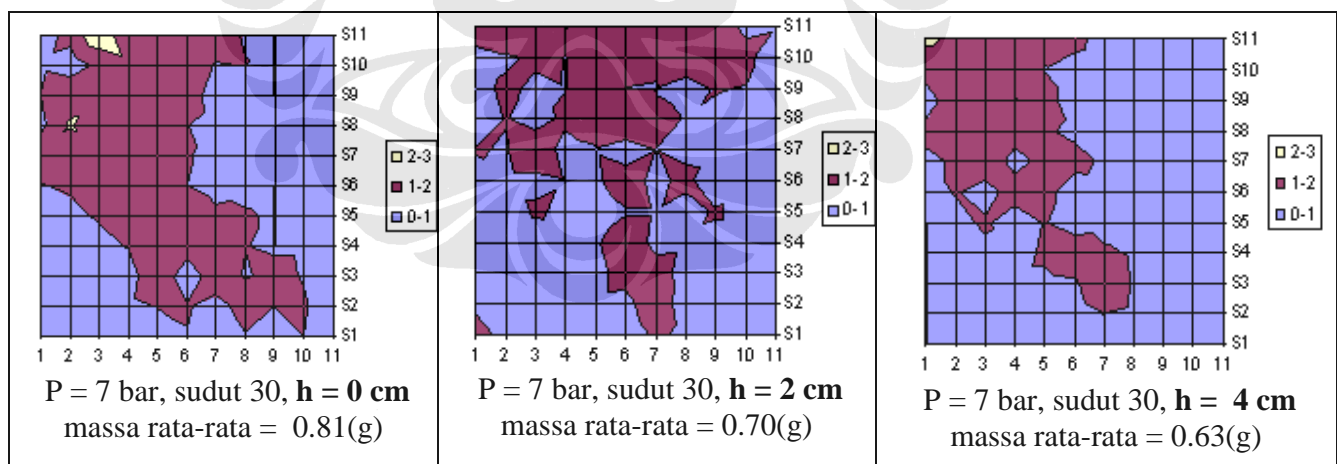 S11
S10
S9
S8
S7
S6
S5
S4
S3
S2
S1
1 2 3 4 5 6 7 8 9 10 11
2-3
1-2
0-1
P = 7 bar, sudut 30, h = 0 cm
massa rata-rata = 0.81(g)
S11
S10
S9
S8
S7
S6
S5
S4
S3
S2
S1
1 2 3 4 5 6 7 8 9 10 11
2-3
1-2
0-1
P = 7 bar, sudut 30, h = 2 cm
massa rata-rata = 0.70(g)
S11
S10
S9
S8
S7
S6
S5
S4
S3
S2
S1
1 2 3 4 5 6 7 8 9 10 11
2-3
1-2
0-1
P = 7 bar, sudut 30, h = 4 cm
massa rata-rata = 0.63(g)